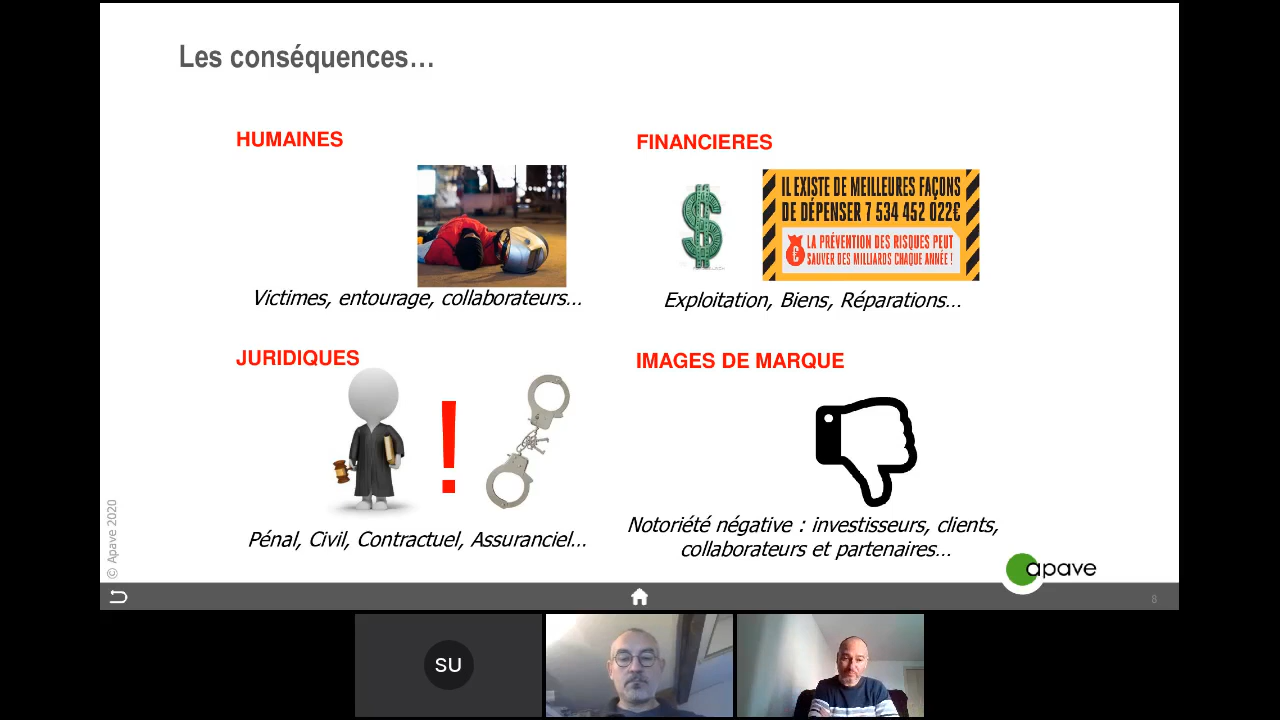 Les conséquences…
HUMAINES
Victimes, entourage, collaborateurs…
FINANCIERES
IL EXISTE DE MEILLEURES FAÇONS
DE DÉPENSER 7 534 452 022€
LA PRÉVENTION DES RISQUES PEUT
SAUVER DES MILLIARDS CHAQUE ANNÉE !
Exploitation, Biens, Réparations…
JURIDIQUES
!
Pénal, Civil, Contractuel, Assuranciel…
IMAGES DE MARQUE
Notoriété négative : investisseurs, clients,
collaborateurs et partenaires…
© Apave 2020
apave
8
SU